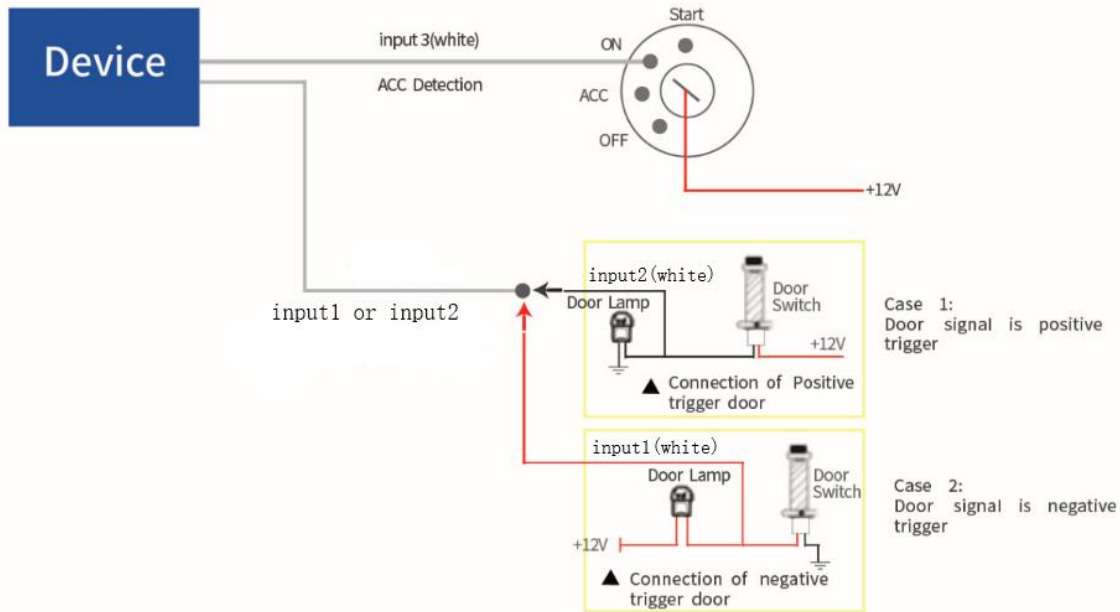 Device
input 3(white)
ACC Detection
Start
ON
ACC
OFF
+12V
input1 or input2
input2(white)
Door Lamp
Door
Switch
+12V
▲ Connection of Positive
trigger door
Case 1:
Door signal is positive
trigger
input1(white)
Door Lamp
Door
Switch
+12V
▲ Connection of negative
trigger door
Case 2:
Door signal is negative
trigger